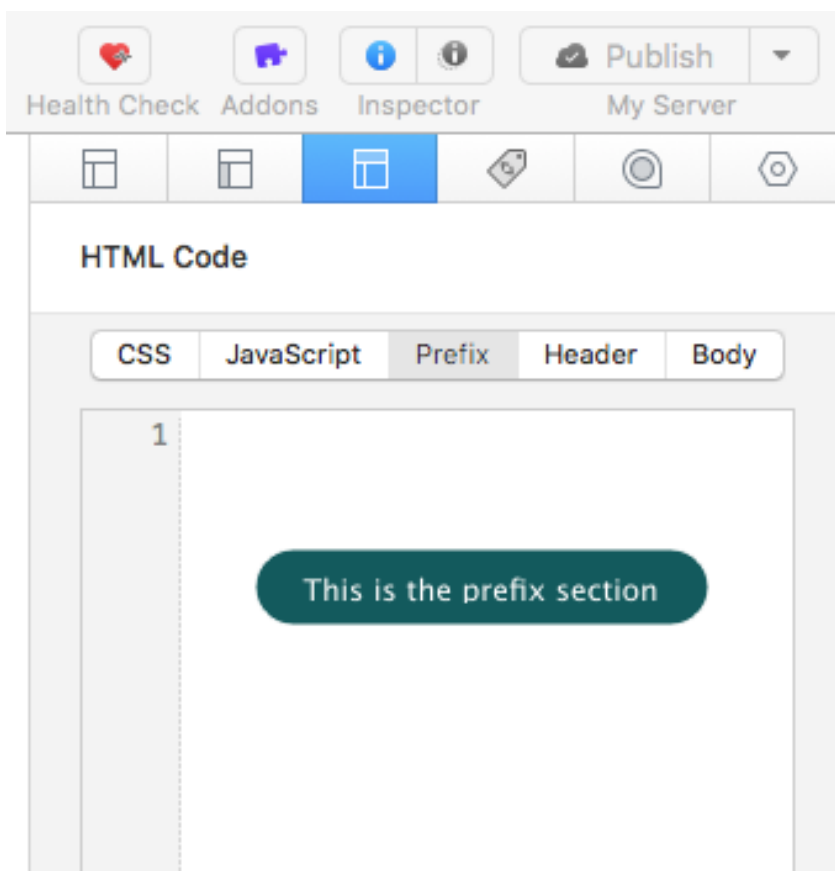 Publish
Health Check Addons Inspector My Server
HTML Code
CSS JavaScript Prefix Header Body
1
This is the prefix section